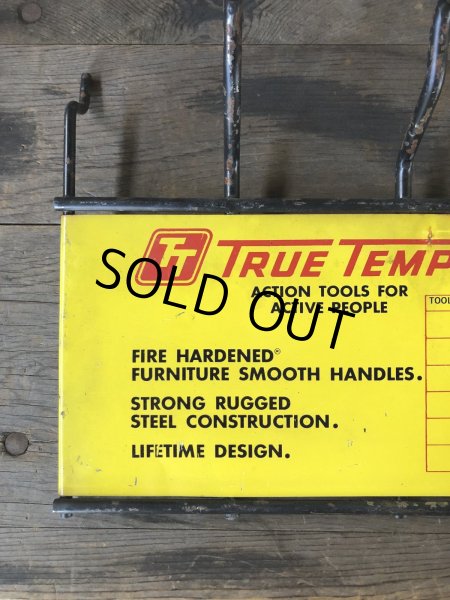 TRUE TEMP
ACTION TOOLS FOR
ACTIVE PEOPLE
SOLD OUT
TOOL
FIRE HARDENED®
FURNITURE SMOOTH HANDLES.
STRONG RUGGED
STEEL CONSTRUCTION.
LIFETIME DESIGN.